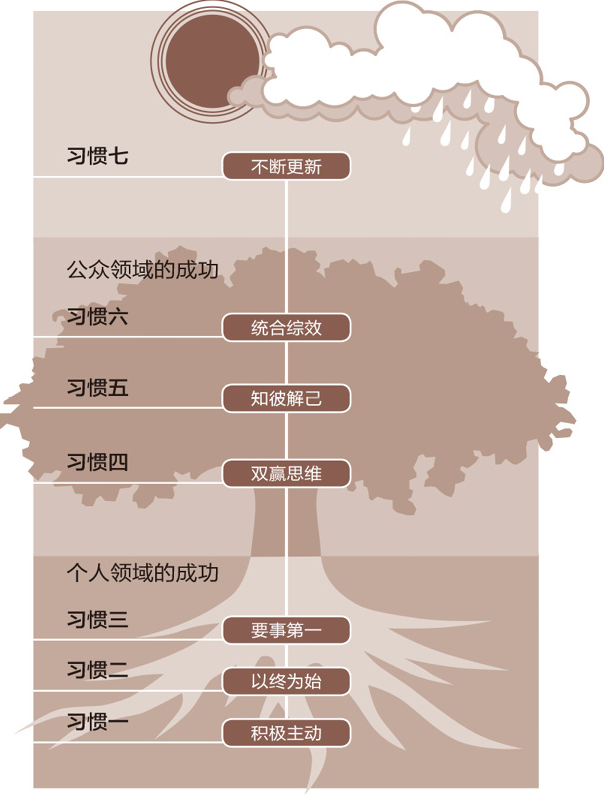 习惯七
不断更新
公众领域的成功
习惯六
统合综效
习惯五
知彼解己
习惯四
双赢思维
个人领域的成功
习惯三
要事第一
习惯二
以终为始
习惯一
积极主动